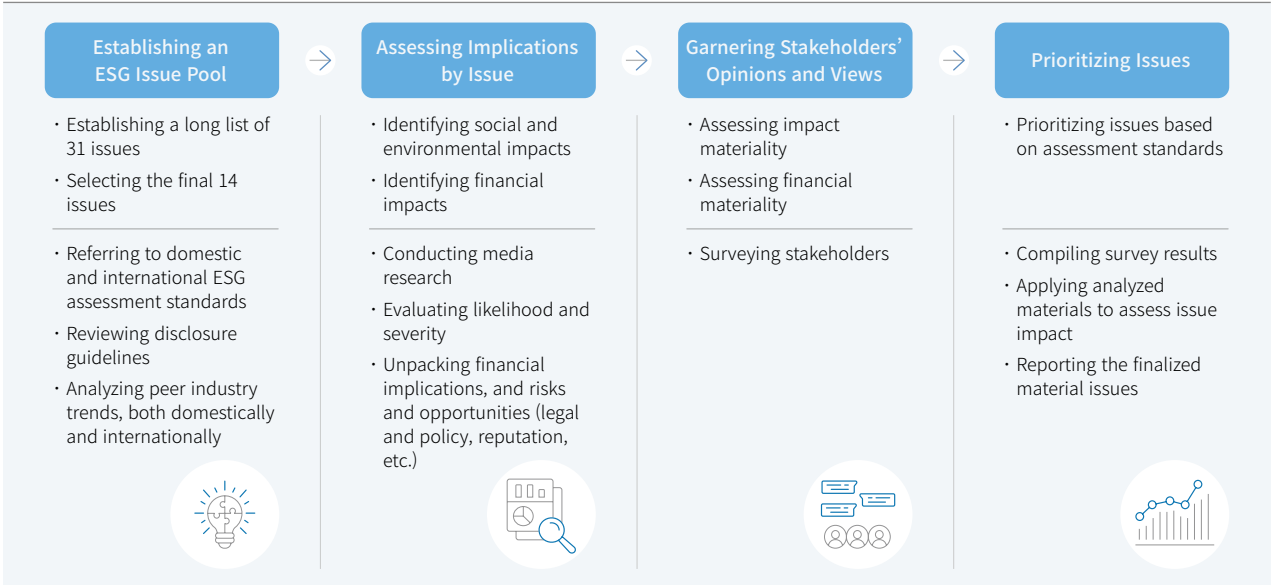 Establishing an
ESG Issue Pool
· Establishing a long list of
31 issues
· Selecting the final 14
issues
· Referring to domestic
and international ESG
assessment standards
· Reviewing disclosure
guidelines
· Analyzing peer industry
trends, both domestically
and internationally
Assessing Implications
by Issue
· Identifying social and
environmental impacts
· Identifying financial
impacts
· Conducting media
research
· Evaluating likelihood and
severity
· Unpacking financial
implications, and risks
and opportunities (legal
and policy, reputation,
etc.)
Garnering Stakeholders’
Opinions and Views
· Assessing impact
materiality
· Assessing financial
materiality
· Surveying stakeholders
Prioritizing Issues
· Prioritizing issues based
on assessment standards
· Compiling survey results
· Applying analyzed
materials to assess issue
impact
· Reporting the finalized
material issues